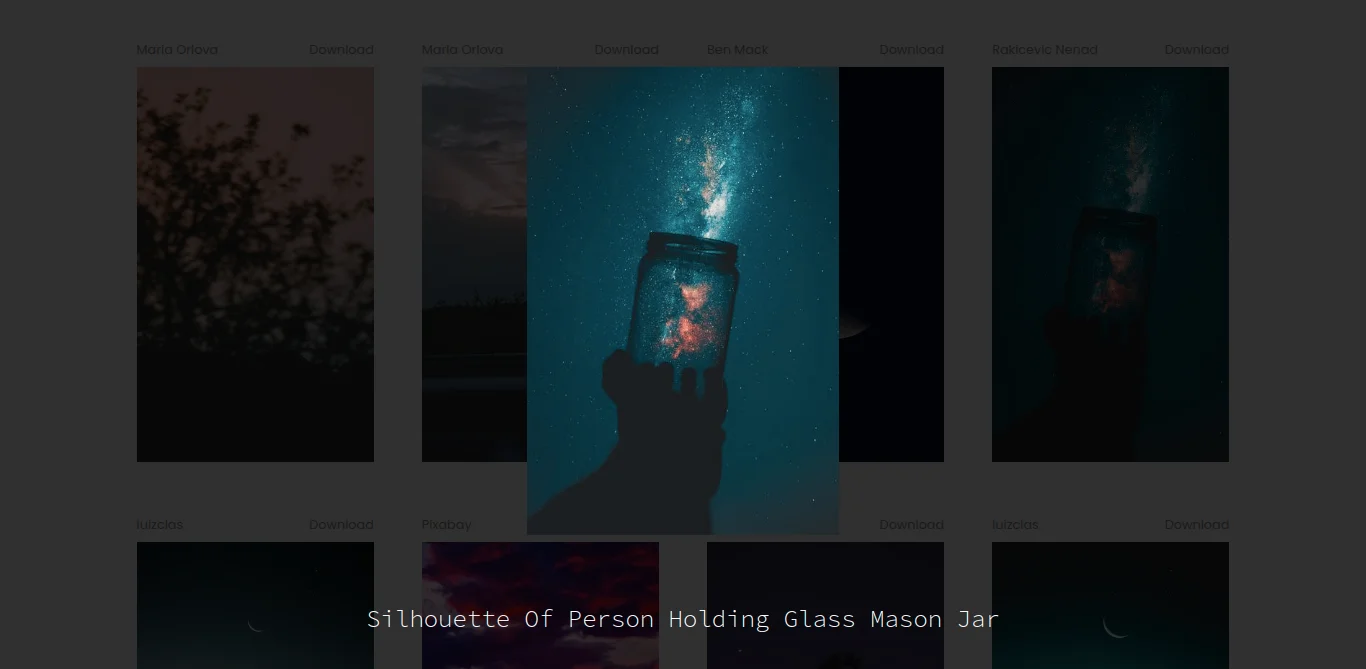 Maria Orlova Download Maria Orlova Download Ben Mack Download Rakicevic Nenad Download
luizclas Download Pixabay Download luizclas Download
Silhouette Of Person Holding Glass Mason Jar